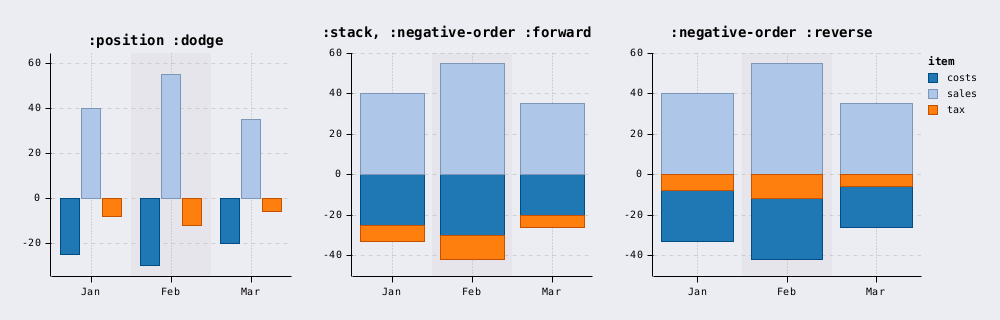 :position :dodge
60
40
20
0
-20
Jan Feb Mar
:stack, :negative-order :forward
60
40
20
0
-20
-40
Jan Feb Mar
:negative-order :reverse
60
40
20
0
-20
-40
Jan Feb Mar
item
costs
sales
tax